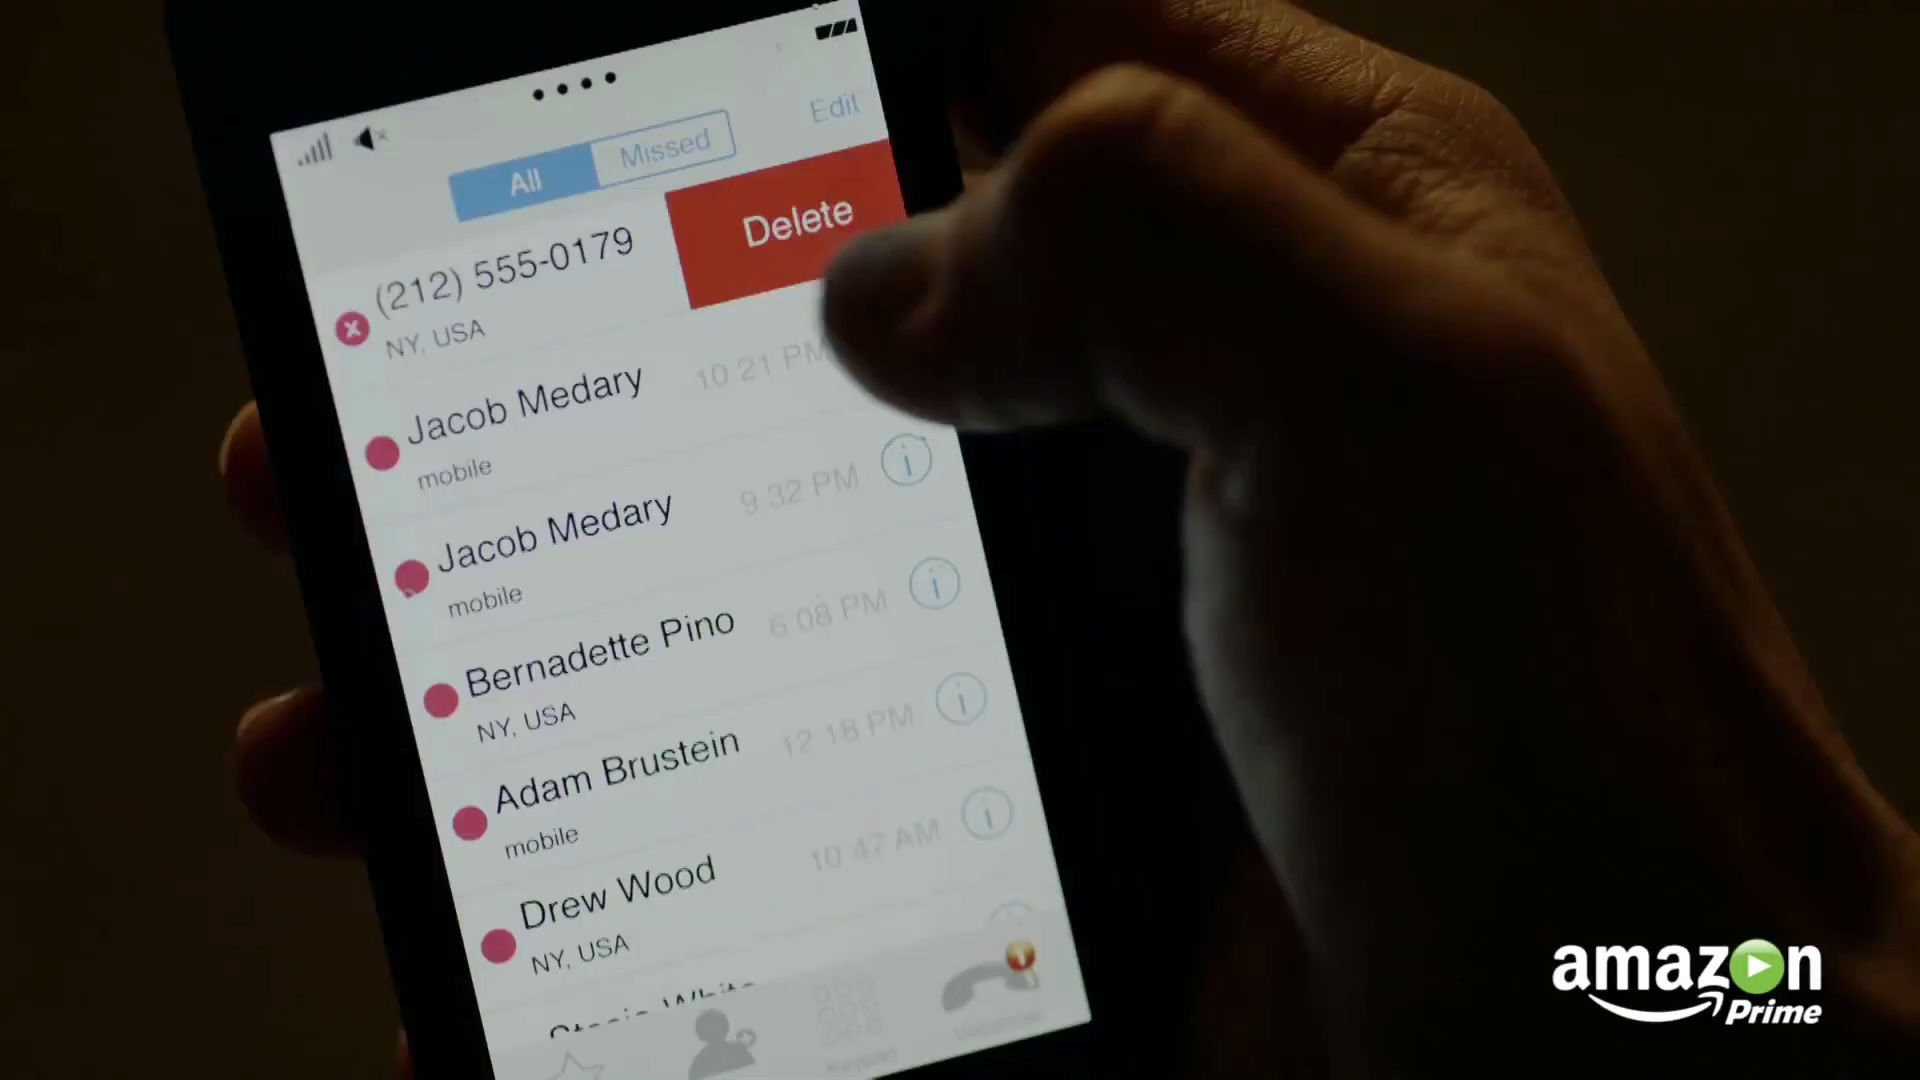 All
Missed
Edit
(212) 555-0179
NY, USA
Delete
Jacob Medary
10 21 PM
mobile
Jacob Medary
9 32 PM
mobile
Bernadette Pino
6 08 PM
NY, USA
Adam Brustein
12 18 PM
mobile
Drew Wood
10 47 AM
NY, USA
amazon
Prime